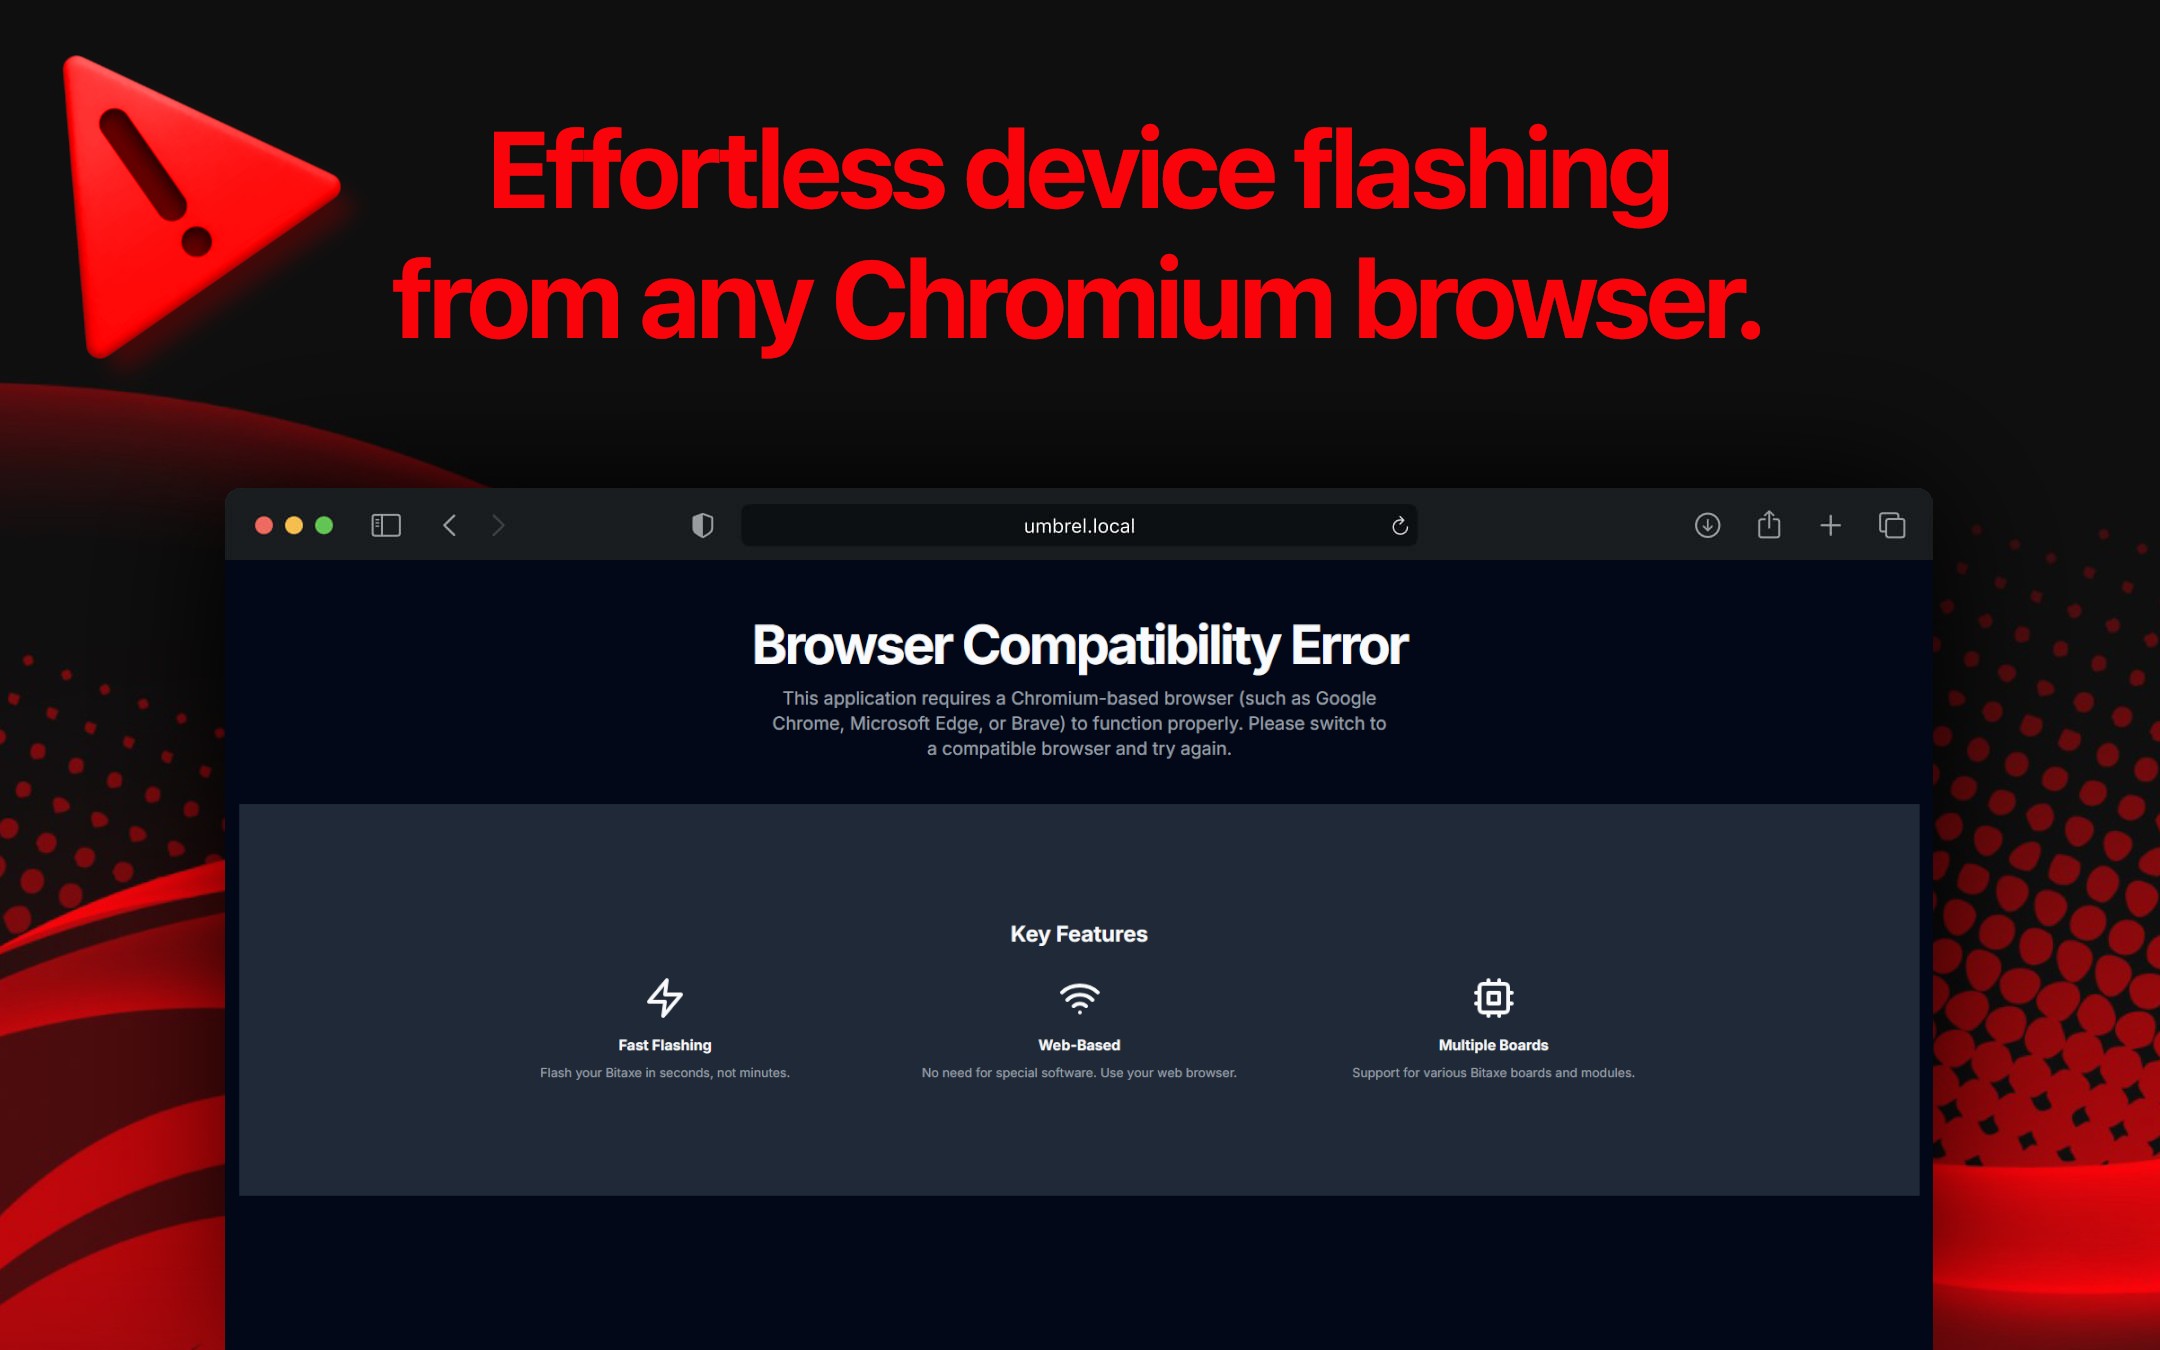 Effortless device flashing
from any Chromium browser.
umbrel.local
Browser Compatibility Error
This application requires a Chromium-based browser (such as Google
Chrome, Microsoft Edge, or Brave) to function properly. Please switch to
a compatible browser and try again.
Key Features
Fast Flashing
Flash your Bitaxe in seconds, not minutes.
Web-Based
No need for special software. Use your web browser.
Multiple Boards
Support for various Bitaxe boards and modules.